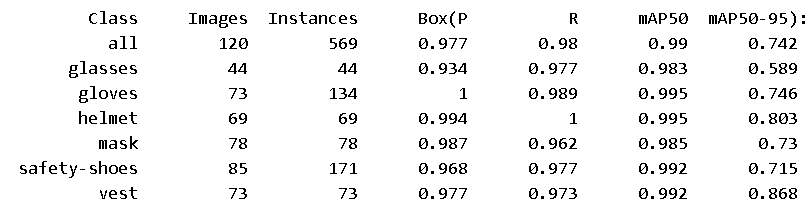 Class Images Instances Box(P R mAP50 mAP50-95):
all 120 569 0.977 0.98 0.99 0.742
glasses 44 44 0.934 0.977 0.983 0.589
gloves 73 134 1 0.989 0.995 0.746
helmet 69 69 0.994 1 0.995 0.803
mask 78 78 0.987 0.962 0.985 0.73
safety-shoes 85 171 0.968 0.977 0.992 0.715
vest 73 73 0.977 0.973 0.992 0.868